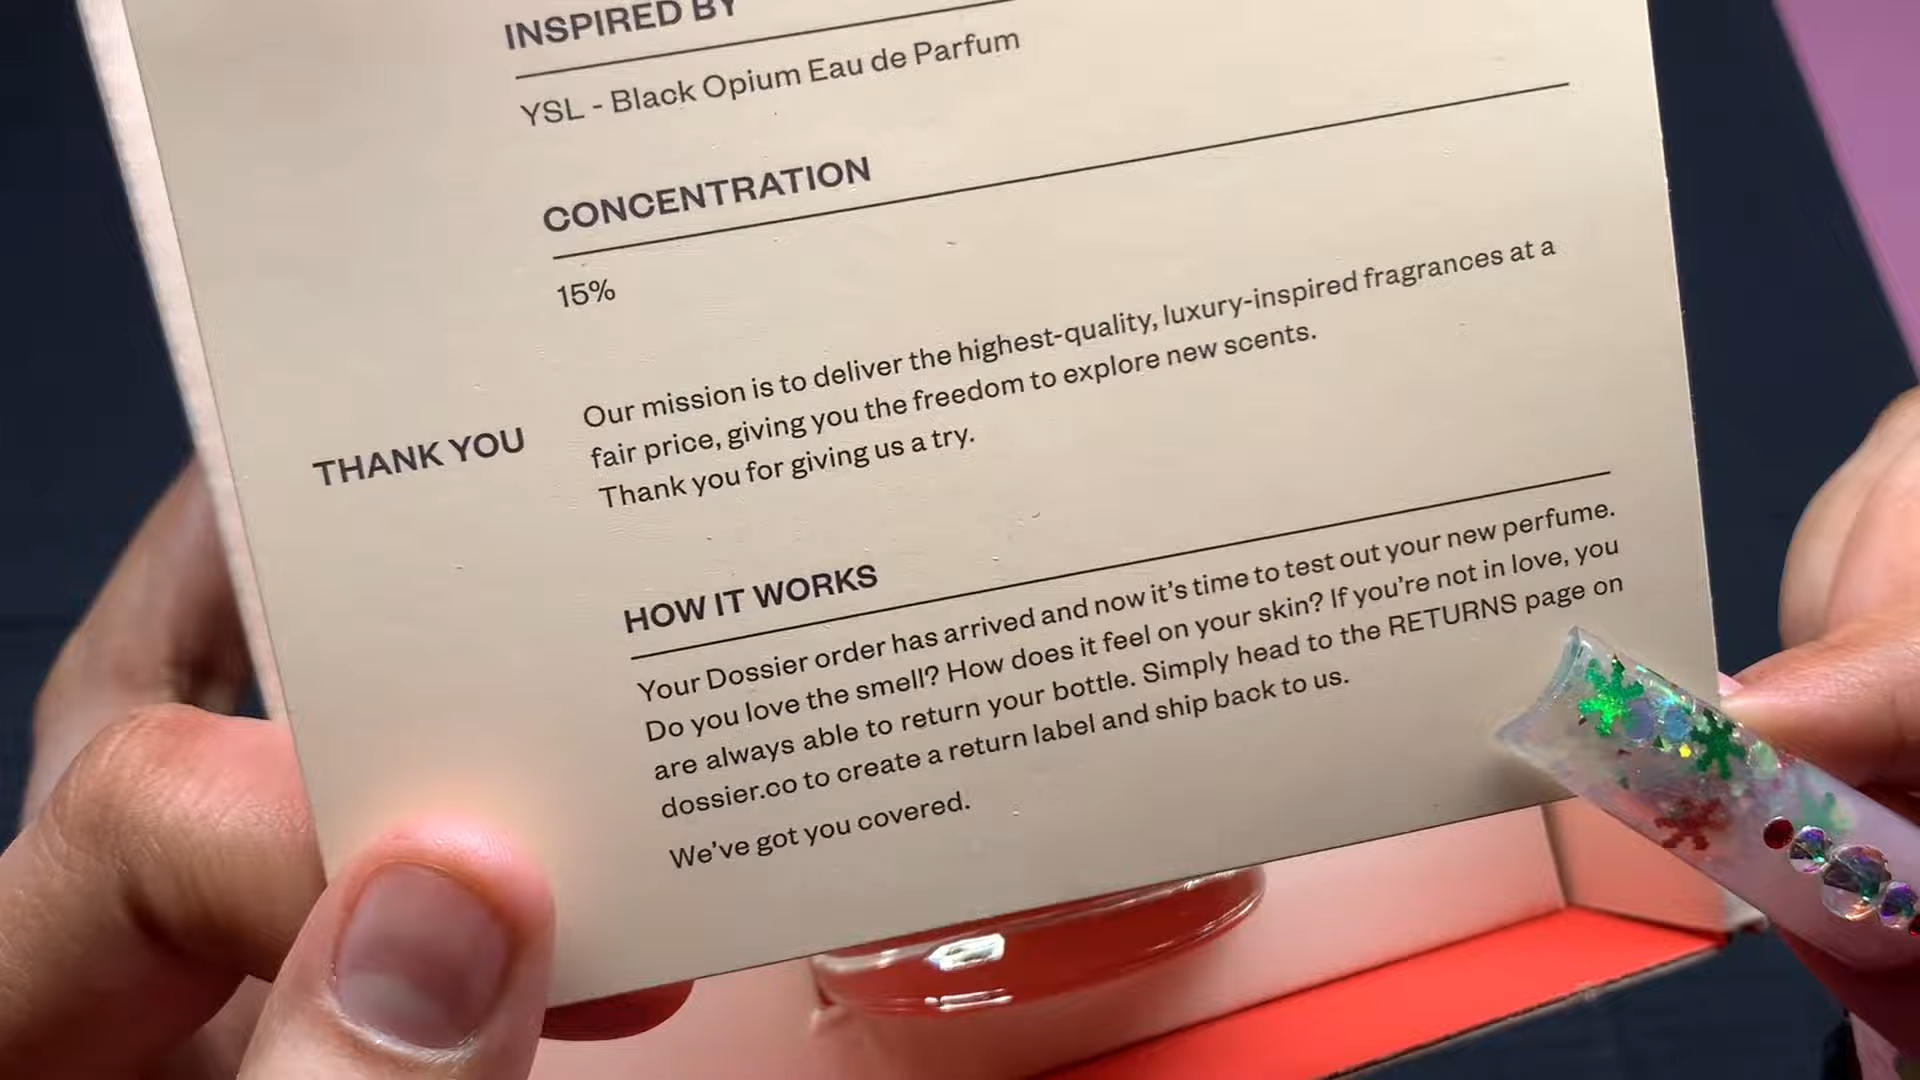 INSPIRED BY
YSL - Black Opium Eau de Parfum
CONCENTRATION
15%
THANK YOU
Our mission is to deliver the highest-quality, luxury-inspired fragrances at a
fair price, giving you the freedom to explore new scents.
Thank you for giving us a try.
HOW IT WORKS
Your Dossier order has arrived and now it's time to test out your new perfume.
Do you love the smell? How does it feel on your skin? If you're not in love, you
are always able to return your bottle. Simply head to the RETURNS page on
dossier.co to create a return label and ship back to us.
We've got you covered.